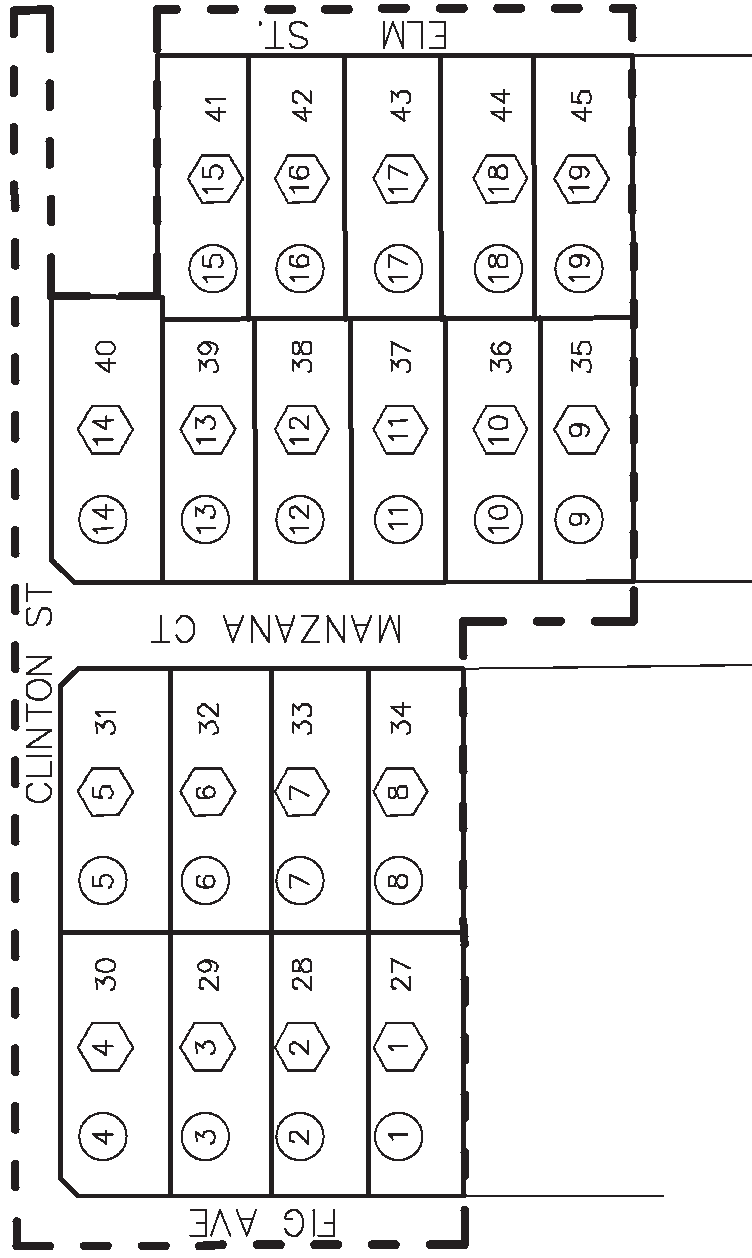 ELM ST.
15 15 41
16 16 42
17 17 43
18 18 44
19 19 45
14 14 40
13 13 39
12 12 38
11 11 37
10 10 36
9 9 35
CLINTON ST
MANZANA CT
5 5 31
6 6 32
7 7 33
8 8 34
4 4 30
3 3 29
2 2 28
1 1 27
FIG AVE